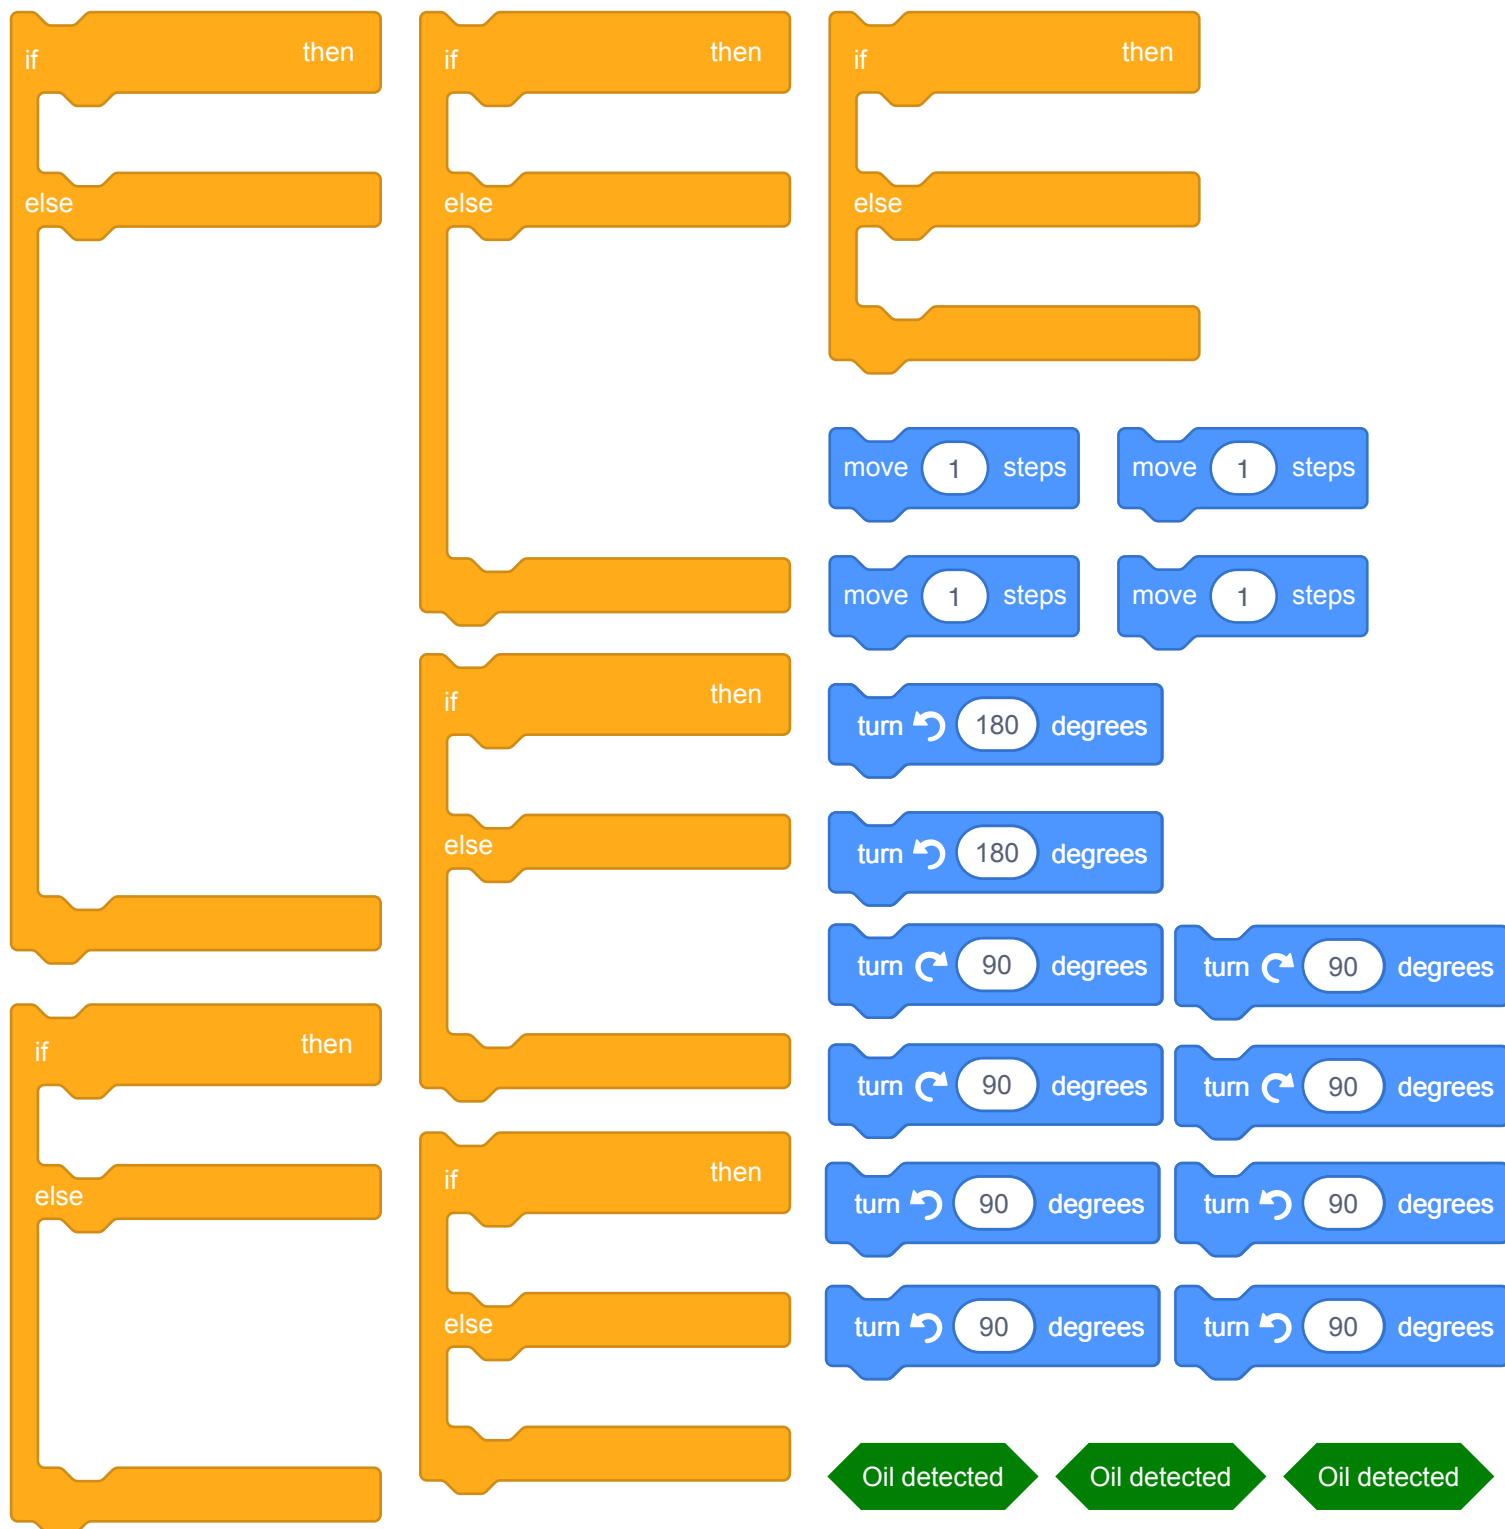 if then
else
if then
else
if then
else
if then
else
if then
else
if then
else
move 1 steps
move 1 steps
move 1 steps
move 1 steps
turn 180 degrees
turn 180 degrees
turn 90 degrees
turn 90 degrees
turn 90 degrees
turn 90 degrees
turn 90 degrees
turn 90 degrees
turn 90 degrees
turn 90 degrees
Oil detected
Oil detected
Oil detected